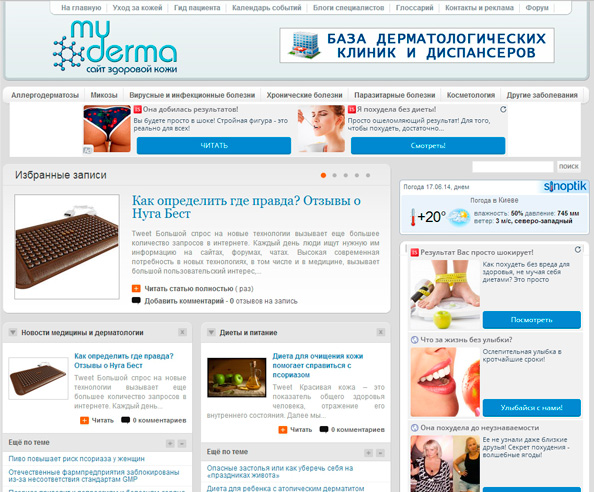 На главную
Уход за кожей
Гид пациента
Календарь событий
Блоги специалистов
Глоссарий
Контакты и реклама
Форум
my
derma
сайт здоровой кожи
БАЗА ДЕРМАТОЛОГИЧЕСКИХ
КЛИНИК И ДИСПАНСЕРОВ
Аллергодерматозы
Микозы
Вирусные и инфекционные болезни
Хронические болезни
Паразитарные болезни
Косметология
Другие заболевания
Она добилась результатов!
Вы будете просто в шоке! Стройная фигура - это
реально для всех!
ЧИТАТЬ
Я похудела без диеты!
Просто ошеломляющий результат! Для того,
чтобы похудеть, достаточно...
Смотреть!
ПОИСК
Избранные записи
Как определить где правда? Отзывы о
Нуга Бест
Tweet Большой спрос на новые технологии вызывает еще большее
количество запросов в интернете. Каждый день люди ищут нужную им
информацию на сайтах, форумах, чатах. Высокая современная
потребность в новых технологиях, в том числе и в медицине, вызывает
большой пользовательский интерес,...
Читать статью полностью ( раз)
Добавить комментарий - 0 отзывов на запись
Погода 17.06.14, днем
sinoptik
Погода в Киеве
+20°
влажность: 50% давление: 745 мм
ветер: 3 м/с, северо-западный
Результат Вас просто шокирует!
Как похудеть без вреда для
здоровья, не мучая себя
диетами? Это просто
Посмотреть
Что за жизнь без улыбки?
Ослепительная улыбка в
кротчайшие сроки!
Улыбайся с нами!
Она похудела до неузнаваемости
Ее не узнали даже близкие
друзья! Секрет похудения -
волшебные ягоды!
Новости медицины и дерматологии
Как определить где правда?
Отзывы о Нуга Бест
Tweet Большой спрос на новые
технологии вызывает еще
большее количество запросов в
интернете. Каждый день...
Читать
0 комментариев
Ещё по теме
Пиво повышает риск псориаза у женщин
Отечественные фармпредприятия заблокированы
из-за несоответствия стандартам GMP
Диеты и питание
Диета для очищения кожи
помогает справиться с
псориазом
Tweet Красивая кожа — это
показатель общего здоровья
человека, отражение его
внутреннего состояния. Далее мы...
Читать
0 комментариев
Ещё по теме
Опасные застолья или как уберечь себя на
«праздниках живота»
Диета для ребенка с атопическим дерматитом